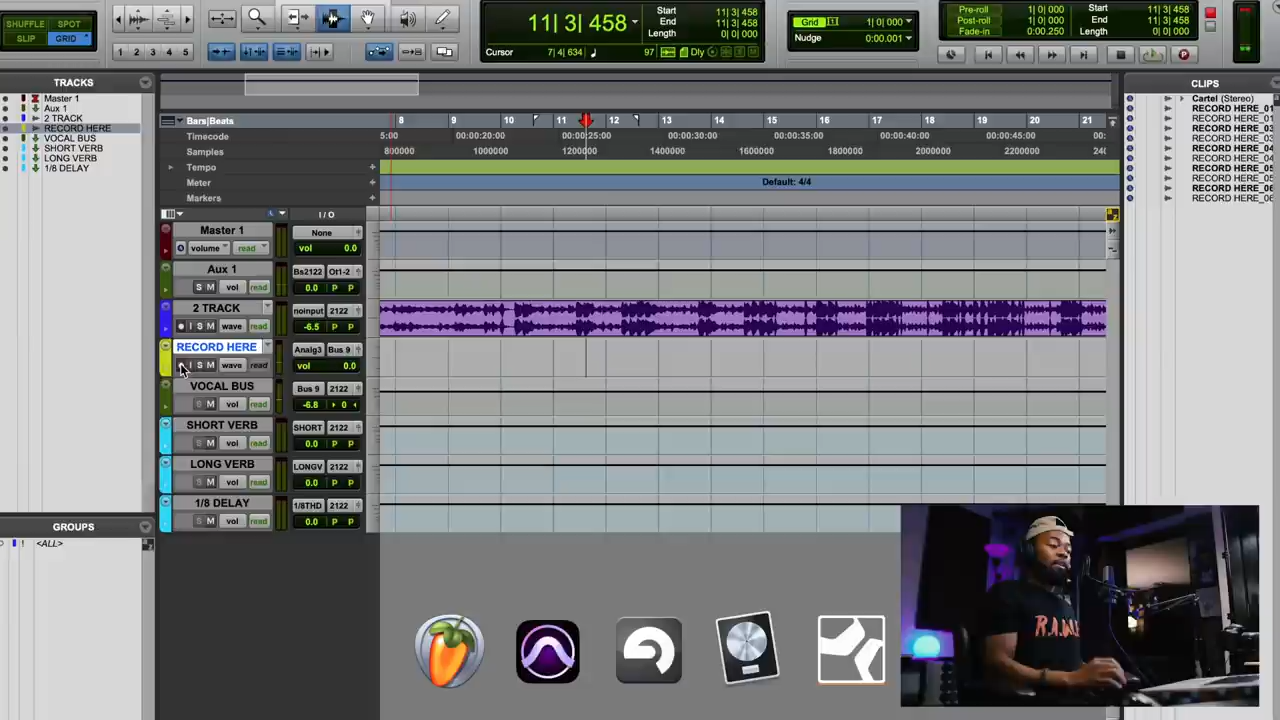 SHUFFLE SPOT
SLIP GRID
1 2 3 4 5
11| 3| 458
Start 11| 3| 458
End 11| 3| 458
Length 0| 0| 000
Cursor 7| 4| 634 97 Dly
Grid 1| 0| 000
Nudge 0:00.001
Pre-roll 1| 0| 000
Post-roll 1| 0| 000
Fade-in 0:00.250
Start 11| 3| 458
End 11| 3| 458
Length 0| 0| 000
TRACKS
Master 1
Aux 1
2 TRACK
RECORD HERE
VOCAL BUS
SHORT VERB
LONG VERB
1/8 DELAY
GROUPS
! <ALL>
Bars|Beats 8 9 10 11 12 13 14 15 16 17 18 19 20 21
Timecode 5:00 00:00:20:00 00:00:25:00 00:00:30:00 00:00:35:00 00:00:40:00 00:00:45:00 00:
Samples 800000 1000000 1200000 1400000 1600000 1800000 2000000 2200000 240
Tempo
Meter Default: 4/4
Markers
I / O
Master 1 None
volume read vol 0.0
Aux 1 Bs2122 Ot1-2
S M vol read 0.0 P P
2 TRACK noinput 2122
I S M wave read -6.5 P P
RECORD HERE Analg3 Bus 9
I S M wave read vol 0.0
VOCAL BUS Bus 9 2122
S M vol read -6.8 0
SHORT VERB SHORT 2122
S M vol read 0.0 P P
LONG VERB LONGV 2122
S M vol read 0.0 P P
1/8 DELAY 1/8THD 2122
S M vol read 0.0 P P
CLIPS
Cartel (Stereo)
RECORD HERE_01
RECORD HERE_01
RECORD HERE_03
RECORD HERE_03
RECORD HERE_04
RECORD HERE_04
RECORD HERE_05
RECORD HERE_05
RECORD HERE_06
RECORD HERE_06